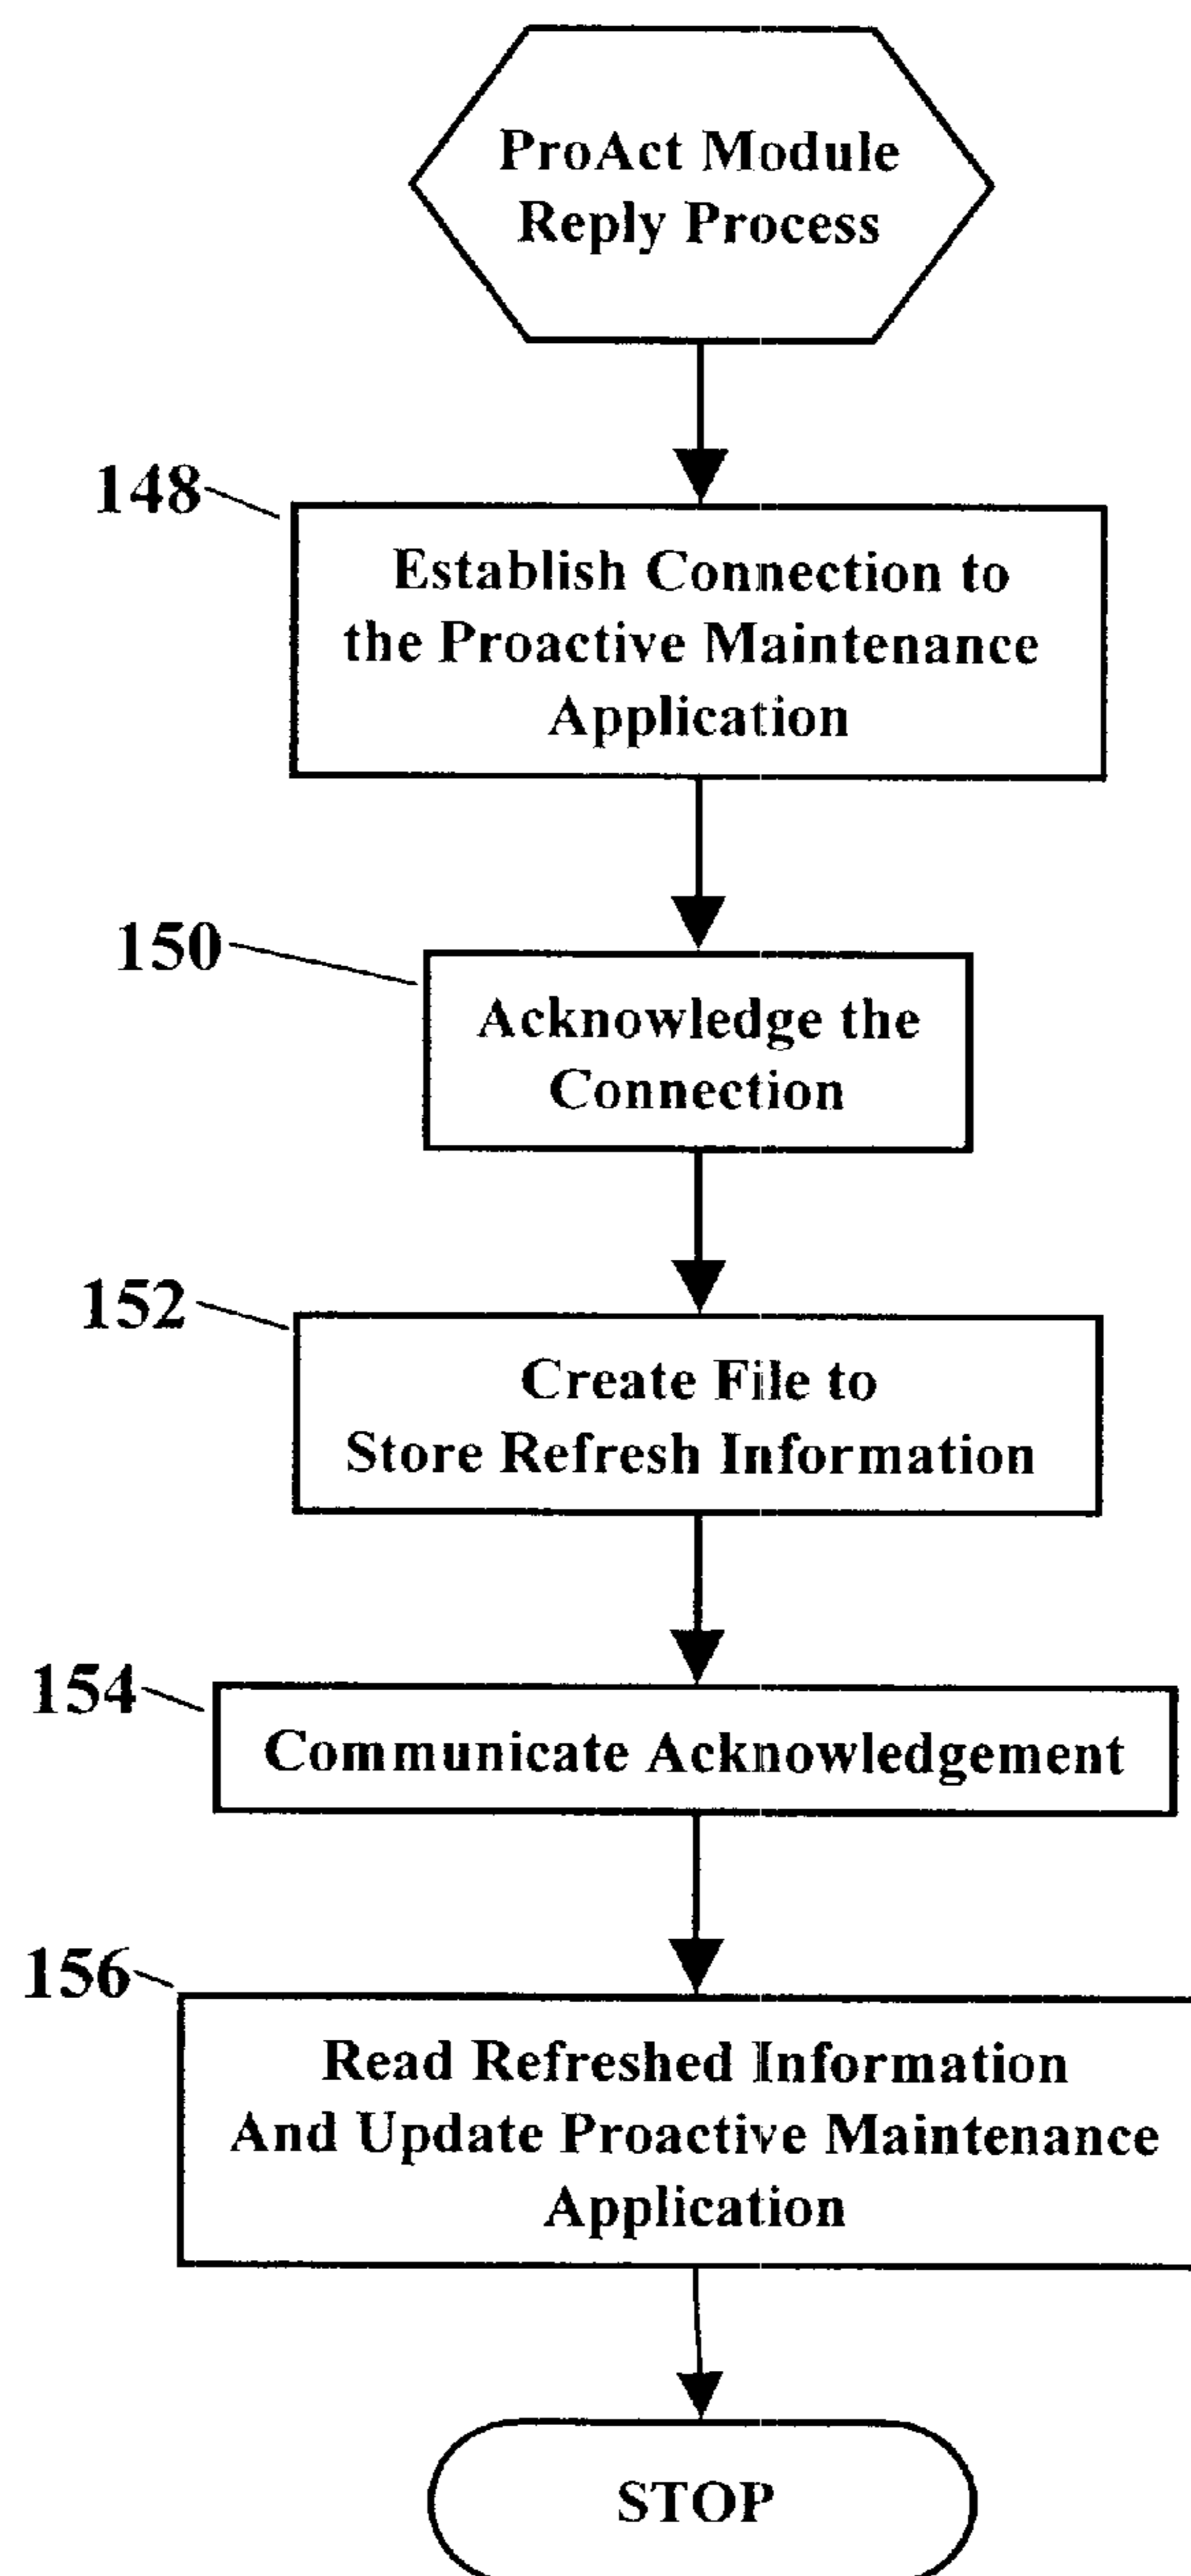 ProAct Module
Reply Process
148
Establish Connection to
the Proactive Maintenance
Application
150
Acknowledge the
Connection
152
Create File to
Store Refresh Information
154
Communicate Acknowledgement
156
Read Refreshed Information
And Update Proactive Maintenance
Application
STOP